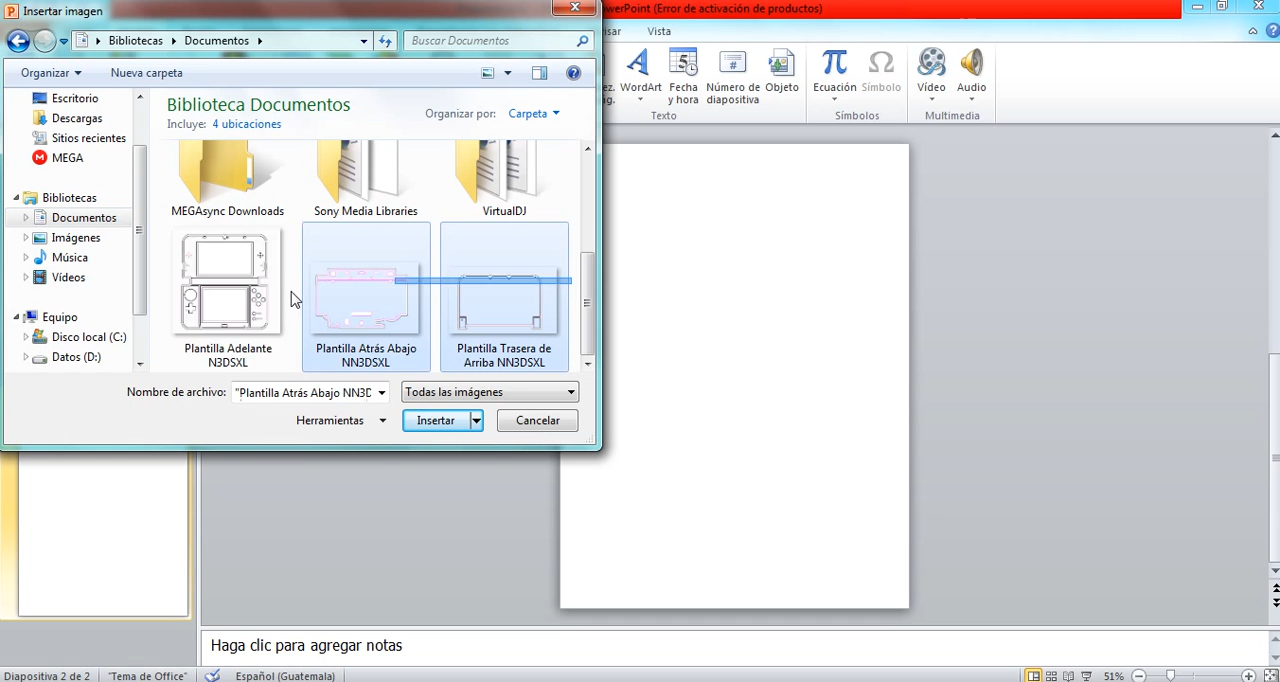 Insertar imagen
werPoint (Error de activación de productos)
Bibliotecas
Documentos
Buscar Documentos
isar
Vista
Organizar
Nueva carpeta
WordArt
Fecha y hora
Número de diapositiva
Objeto
Ecuación
Símbolo
Vídeo
Audio
Texto
Símbolos
Multimedia
Escritorio
Descargas
Sitios recientes
MEGA
Bibliotecas
Documentos
Imágenes
Música
Vídeos
Equipo
Disco local (C:)
Datos (D:)
Biblioteca Documentos
Incluye: 4 ubicaciones
Organizar por: Carpeta
MEGAsync Downloads
Sony Media Libraries
VirtualDJ
Plantilla Adelante
N3DSXL
Plantilla Atrás Abajo
NN3DSXL
Plantilla Trasera de
Arriba NN3DSXL
Nombre de archivo:
"Plantilla Atrás Abajo NN3D
Todas las imágenes
Herramientas
Insertar
Cancelar
Haga clic para agregar notas
Diapositiva 2 de 2
"Tema de Office"
Español (Guatemala)
51%